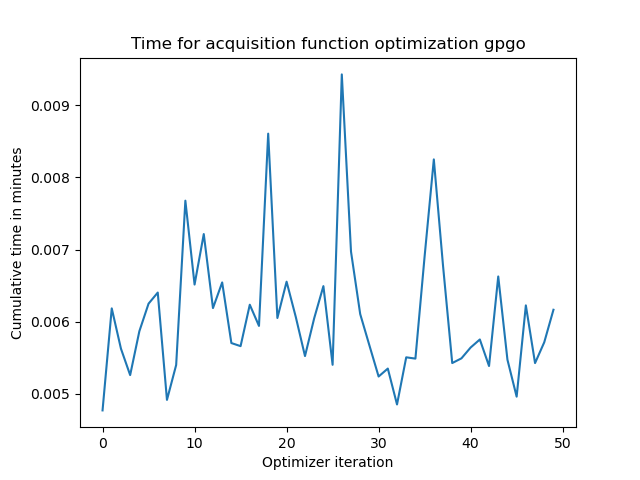 Time for acquisition function optimization gpgo
0.009
0.008
0.007
0.006
0.005
Cumulative time in minutes
0 10 20 30 40 50
Optimizer iteration